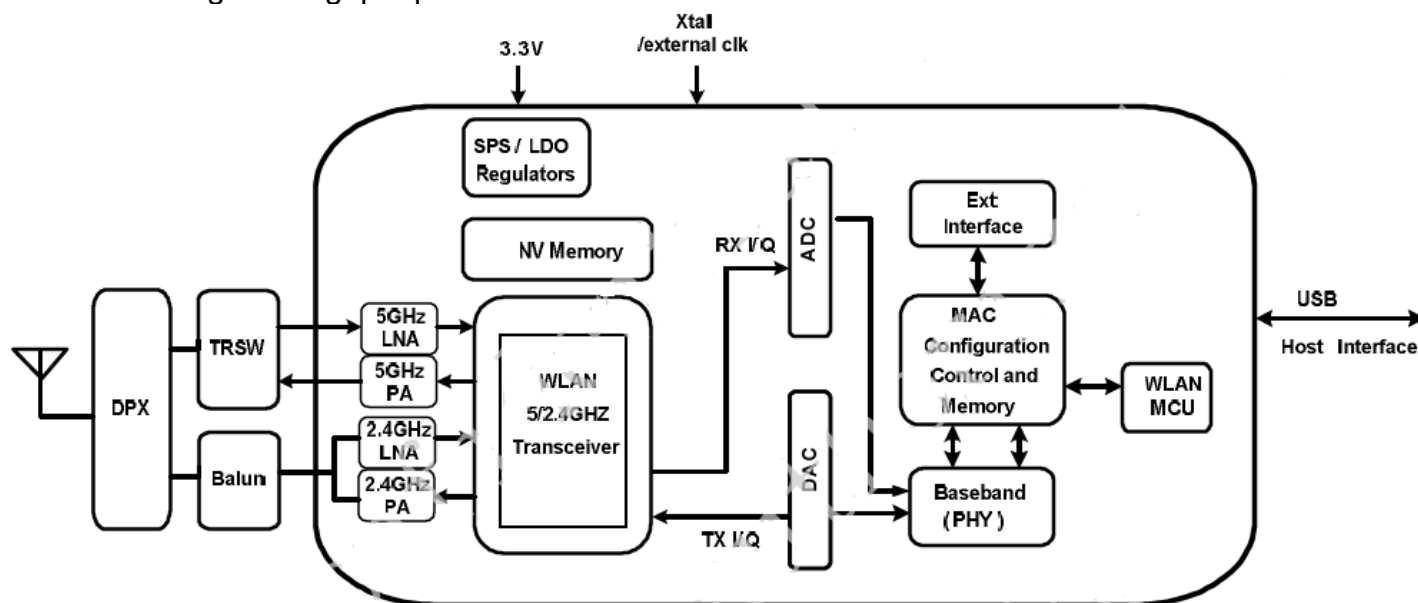 Xtal
/external clk
3.3V
SPS/ LDO
Regulators
NV Memory
RX I/Q
ADC
Ext
Interface
DPX
TRSW
Balun
5GHz
LNA
5GHz
PA
2.4GHz
LNA
2.4GHz
PA
WLAN
5/2.4GHZ
Transceiver
TX I/Q
DAC
MAC
Configuration
Control and
Memory
WLAN
MCU
Baseband
(PHY)
USB
Host Interface